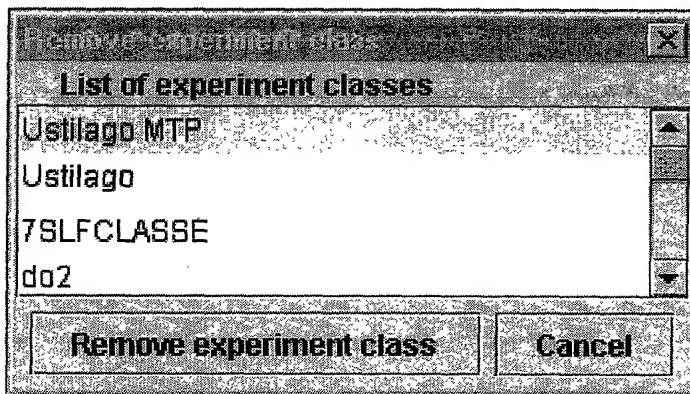 Remove experiment class
List of experiment classes
Ustilago MTP
Ustilago
7SLFCLASSE
do2
Remove experiment class
Cancel